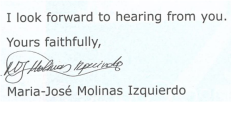 I look forward to hearing from you.
Yours faithfully,
Maria-José Molinas Izquierdo